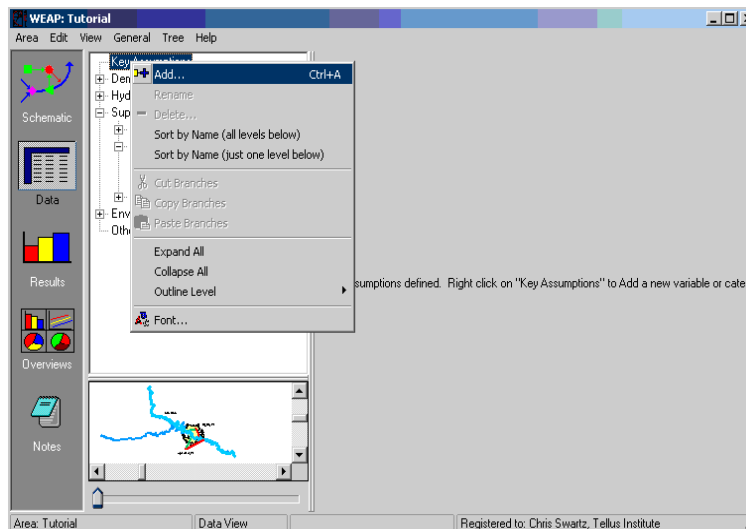 WEAP: Tutorial
Area Edit View General Tree Help
Schematic
Data
Results
Overviews
Notes
Key Assumptions
Den
Hyd
Sup
Env
Oth
Add... Ctrl+A
Rename
Delete...
Sort by Name (all levels below)
Sort by Name (just one level below)
Cut Branches
Copy Branches
Paste Branches
Expand All
Collapse All
Outline Level
Font...
sumptions defined. Right click on "Key Assumptions" to Add a new variable or cate
Area: Tutorial Data View Registered to: Chris Swartz, Tellus Institute